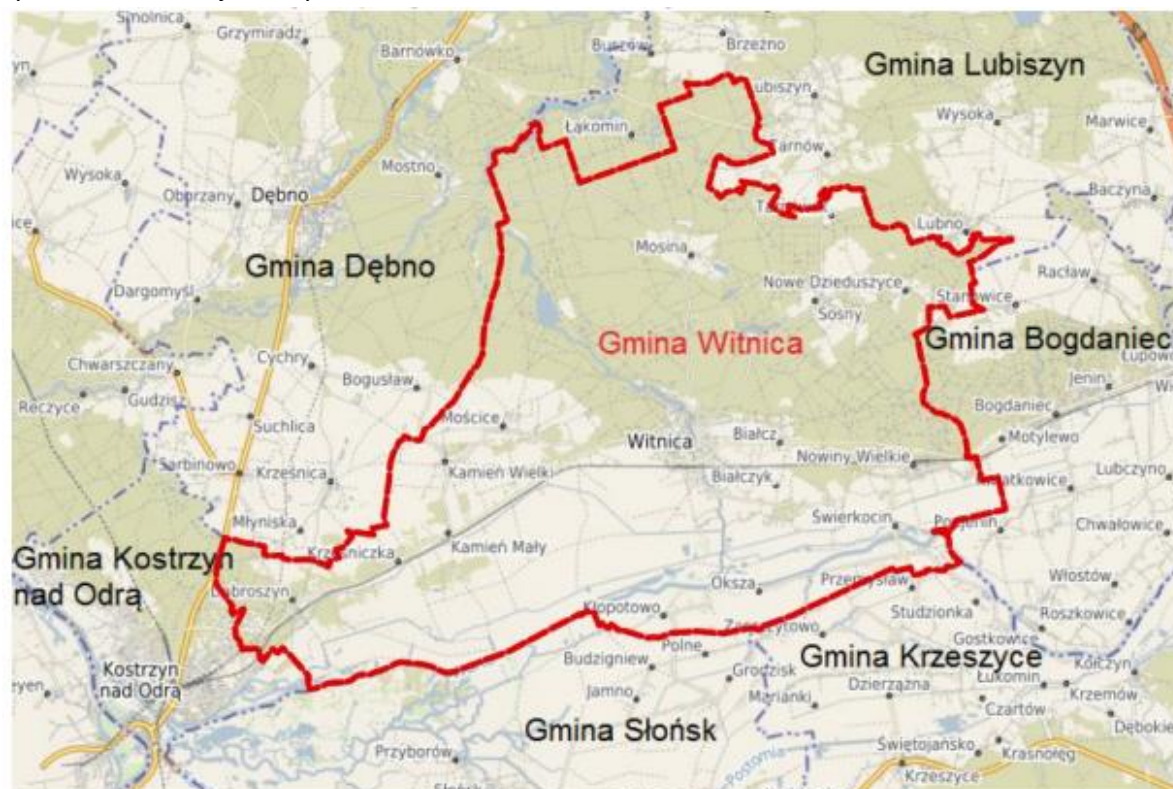 Smolnica
Grzymiradz
Barnówko
Buszów
Brzeźno
Gmina Lubiszyn
Lubiszyn
Wysoka
Marwice
Łąkomin
Tarnów
Mostno
Wysoka
Oborzany
Dębno
Baczyna
Lubno
Mosina
Gmina Dębno
Racław
Nowe Dzieduszyce
Stanowice
Dargomyśl
Sosny
Gmina Witnica
Gmina Bogdaniec
Chwarszczany
Cychry
Bogusław
Jenin
Reczyce
Gudzisz
Bogdaniec
Suchlica
Mościce
Witnica
Białcz
Motylewo
Sarbinowo
Krześnica
Kamień Wielki
Nowiny Wielkie
Białczyk
Lubczyno
Młyniska
Świerkocin
Chwałowice
Gmina Kostrzyn
nad Odrą
Krześniczka
Kamień Mały
Dąbroszyn
Oksza
Przemysław
Włostów
Kłopotowo
Studzionka
Roszkowice
Gostkowice
Polne
Budzigniew
Gmina Krzeszyce
Kostrzyn
nad Odrą
Grodzisk
Jamno
Marianki
Dzierżązna
Łukomin
Krzemów
Czartów
Gmina Słońsk
Przyborów
Świętojańsko
Krasnołęg
Postomia
Krzeszyce